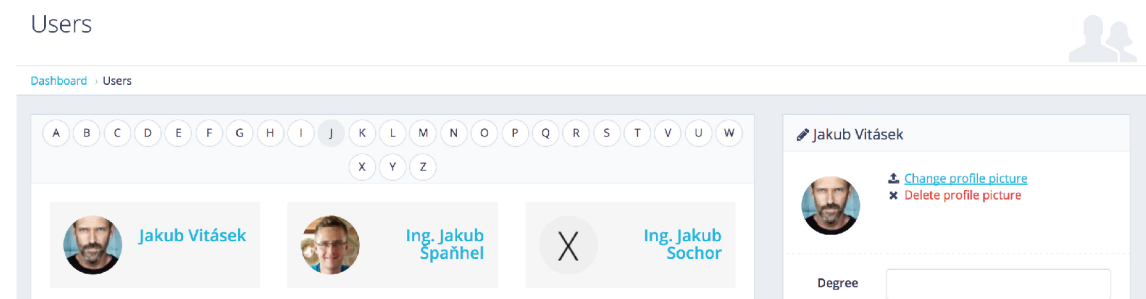 Users
Dashboard › Users
A B C D E F G H I J K L M N O P Q R S T V U W
X Y Z
Jakub Vitásek
Ing. Jakub
Špaňhel
X
Ing. Jakub
Sochor
Jakub Vitásek
Change profile picture
Delete profile picture
Degree